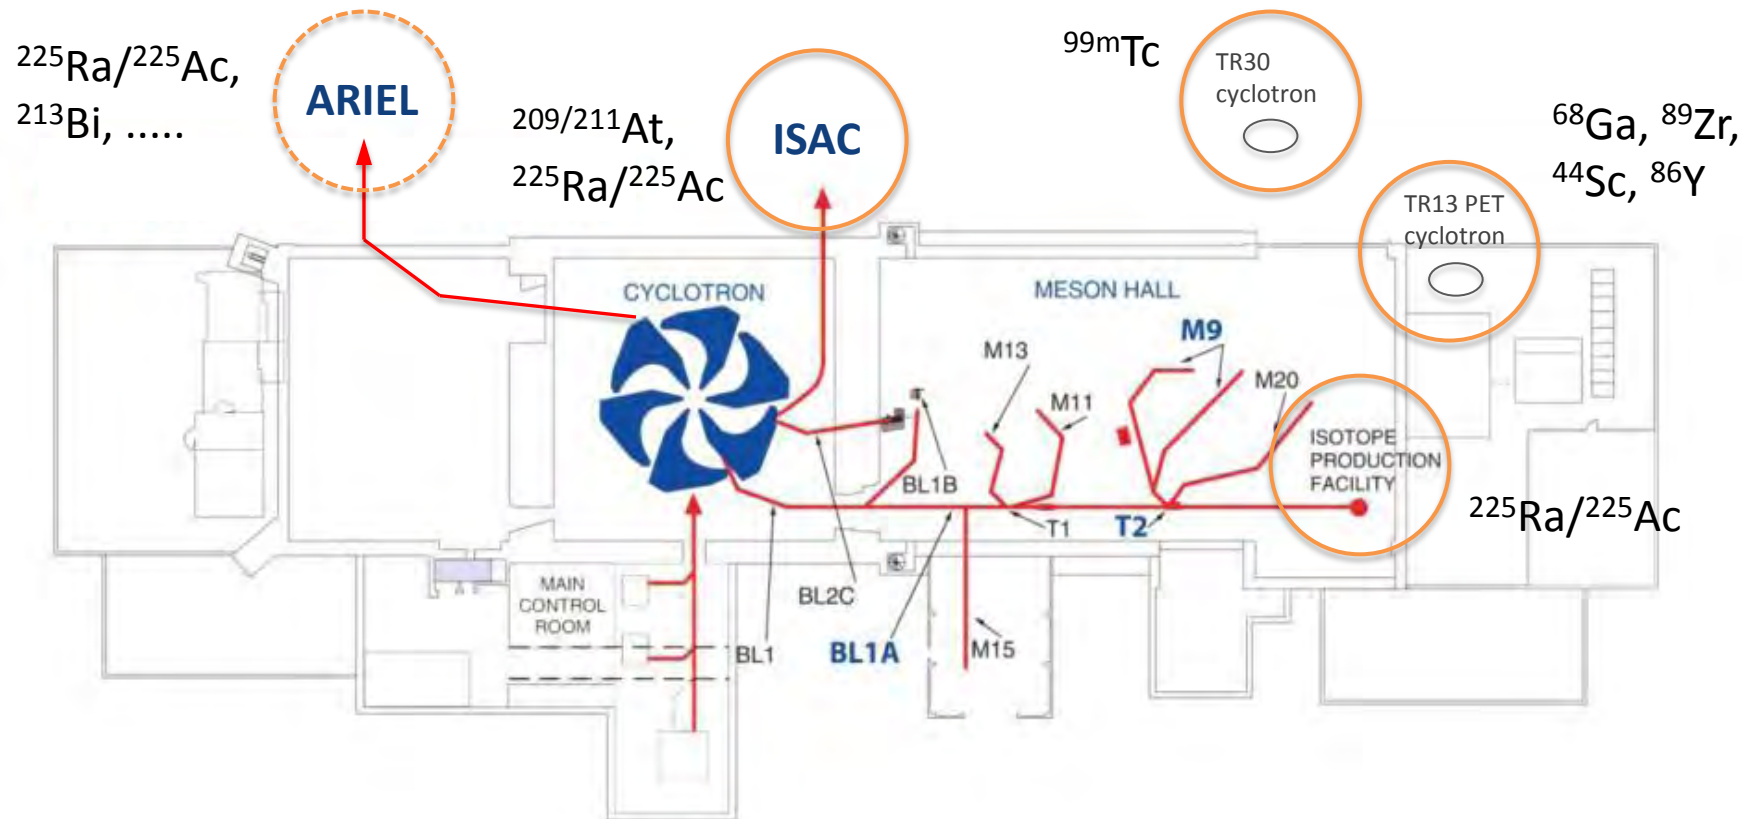 ²²⁵Ra/²²⁵Ac,
²¹³Bi, .....
ARIEL
²⁰⁹/²¹¹At,
²²⁵Ra/²²⁵Ac
ISAC
⁹⁹ᵐTc
TR30
cyclotron
⁶⁸Ga, ⁸⁹Zr,
⁴⁴Sc, ⁸⁶Y
TR13 PET
cyclotron
CYCLOTRON
MESON HALL
M9
M13
M20
M11
ISOTOPE
PRODUCTION
FACILITY
BL1B
T1
T2
²²⁵Ra/²²⁵Ac
MAIN
CONTROL
ROOM
BL2C
BL1
BL1A
M15